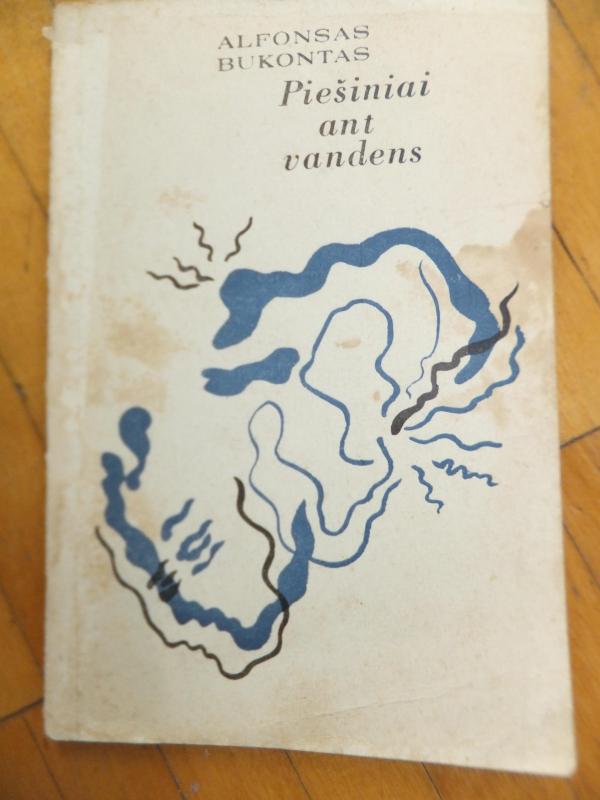 ALFONSAS
BUKONTAS
Piešiniai
ant
vandens